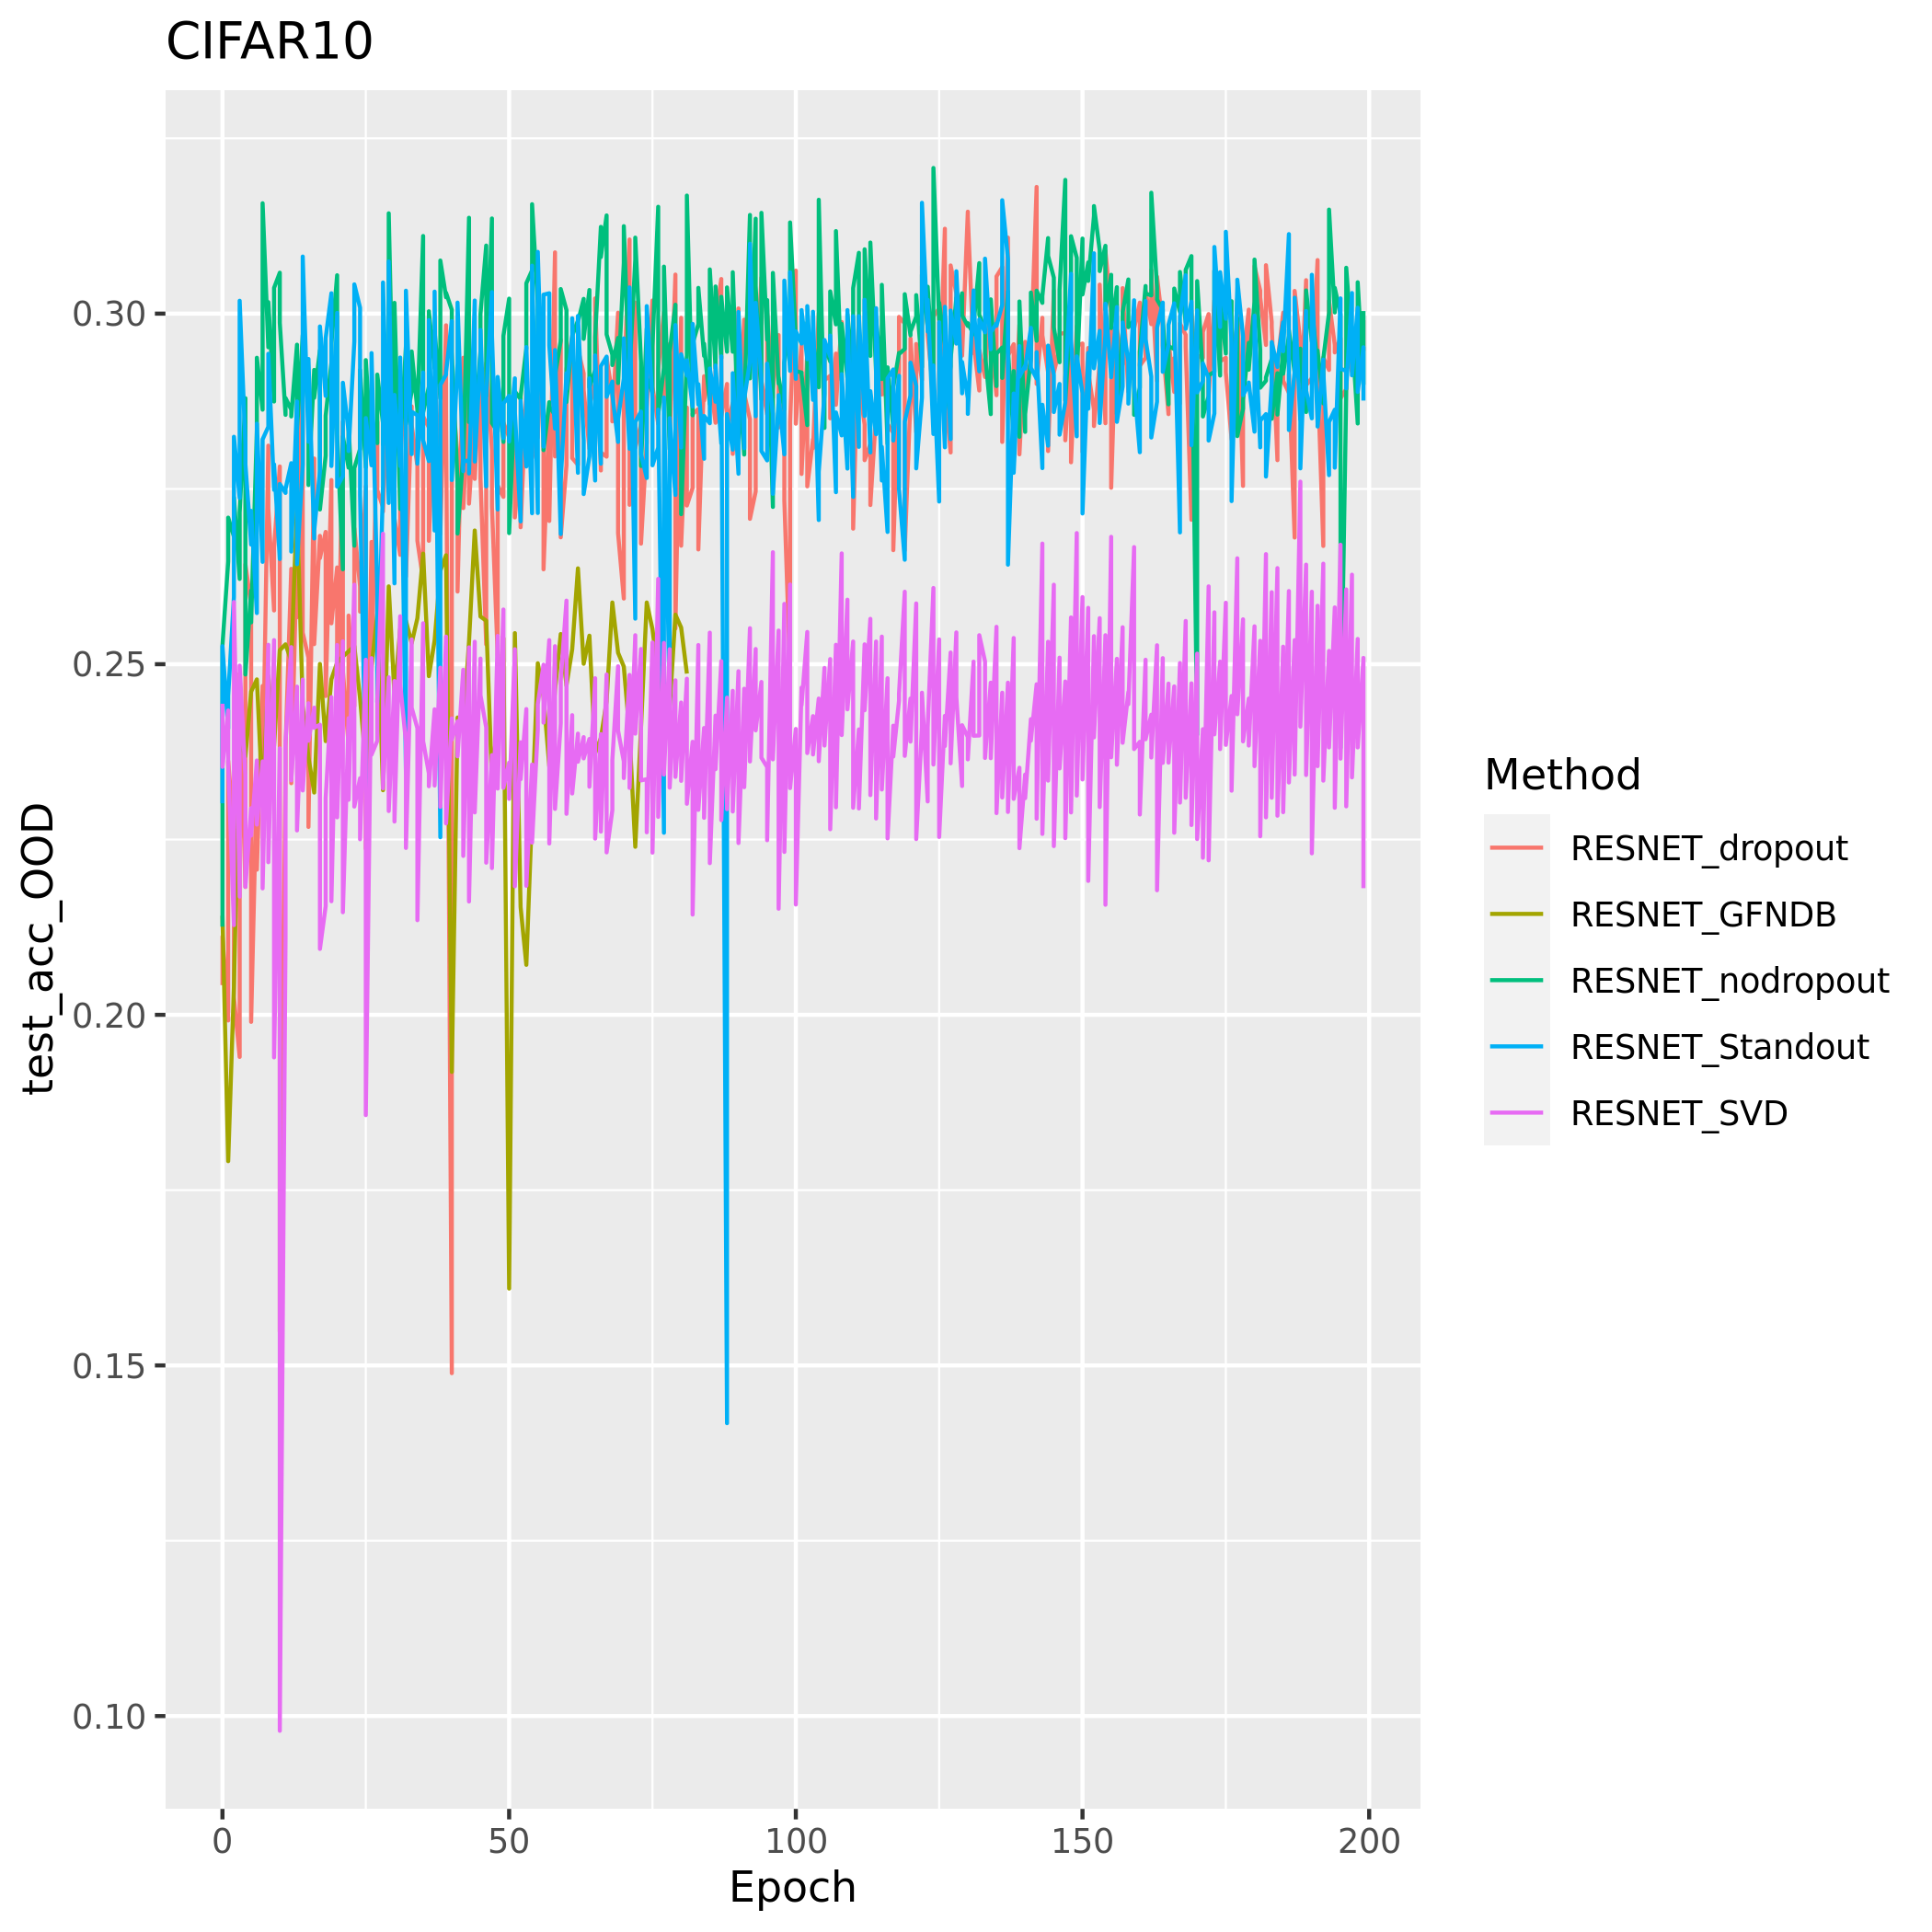 CIFAR10
test_acc_OOD
0.30
0.25
0.20
0.15
0.10
0 50 100 150 200
Epoch
Method
RESNET_dropout
RESNET_GFNDB
RESNET_nodropout
RESNET_Standout
RESNET_SVD